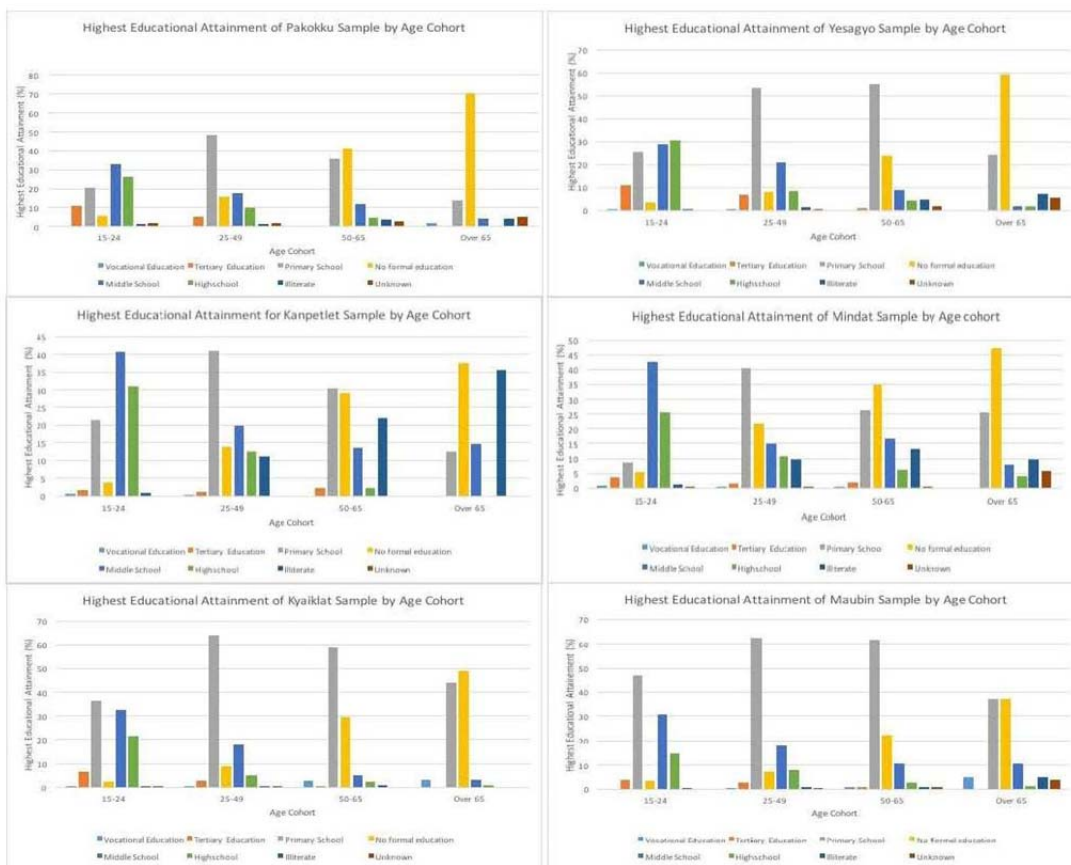 Highest Educational Attainment of Pakokku Sample by Age Cohort
Highest Educational Attainment (%)
80
70
60
50
40
30
20
10
0
15-24 25-49 50-65 Over 65
Age Cohort
Vocational Education Tertiary Education Primary School No formal education
Middle School Highschool Illiterate Unknown
Highest Educational Attainment of Yesagyo Sample by Age Cohort
Highest Educational Attainment (%)
70
60
50
40
30
20
10
0
15-24 25-49 50-65 Over 65
Age Cohort
Vocational Education Tertiary Education Primary School No formal education
Middle School Highschool Illiterate Unknown
Highest Educational Attainment for Kanpetlet Sample by Age Cohort
Highest Educational Attainment (%)
45
40
35
30
25
20
15
10
5
0
15-24 25-49 50-65 Over 65
Age Cohort
Vocational Education Tertiary Education Primary School No formal education
Middle School Highschool Illiterate Unknown
Highest Educational Attainment of Mindat Sample by Age cohort
Highest Educational Attainment (%)
50
45
40
35
30
25
20
15
10
5
0
15-24 25-49 50-65 Over 65
Age Cohort
Vocational Education Tertiary Education Primary Schoo No formal education
Middle School Highschool Illiterate Unknown
Highest Educational Attainment of Kyaiklat Sample by Age Cohort
Highest Educational Attainment (%)
70
60
50
40
30
20
10
0
15-24 25-49 50-65 Over 65
Age Cohort
Vocational Education Tertiary Education Primary School No formal education
Middle School Highschool Illiterate Unknown
Highest Educational Attainment of Maubin Sample by Age Cohort
Highest Educational Attainment (%)
70
60
50
40
30
20
10
0
15-24 25-49 50-65 Over 65
Age Cohort
Vocational Education Tertiary Education Primary School No formal education
Middle School Highschool Illiterate Unknown